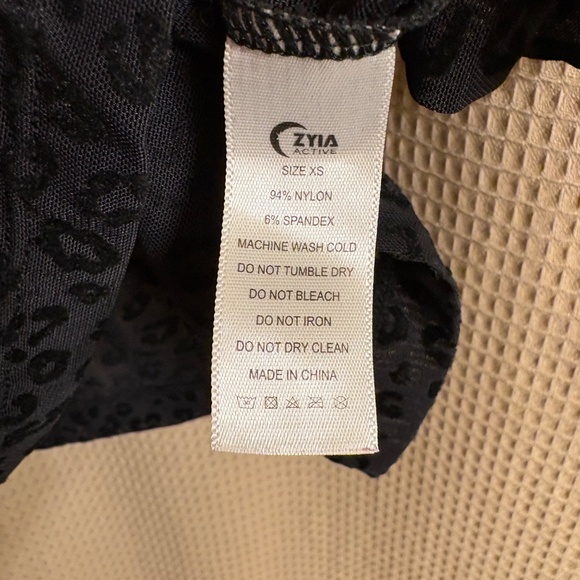 ZYIA
ACTIVE
SIZE XS
94% NYLON
6% SPANDEX
MACHINE WASH COLD
DO NOT TUMBLE DRY
DO NOT BLEACH
DO NOT IRON
DO NOT DRY CLEAN
MADE IN CHINA